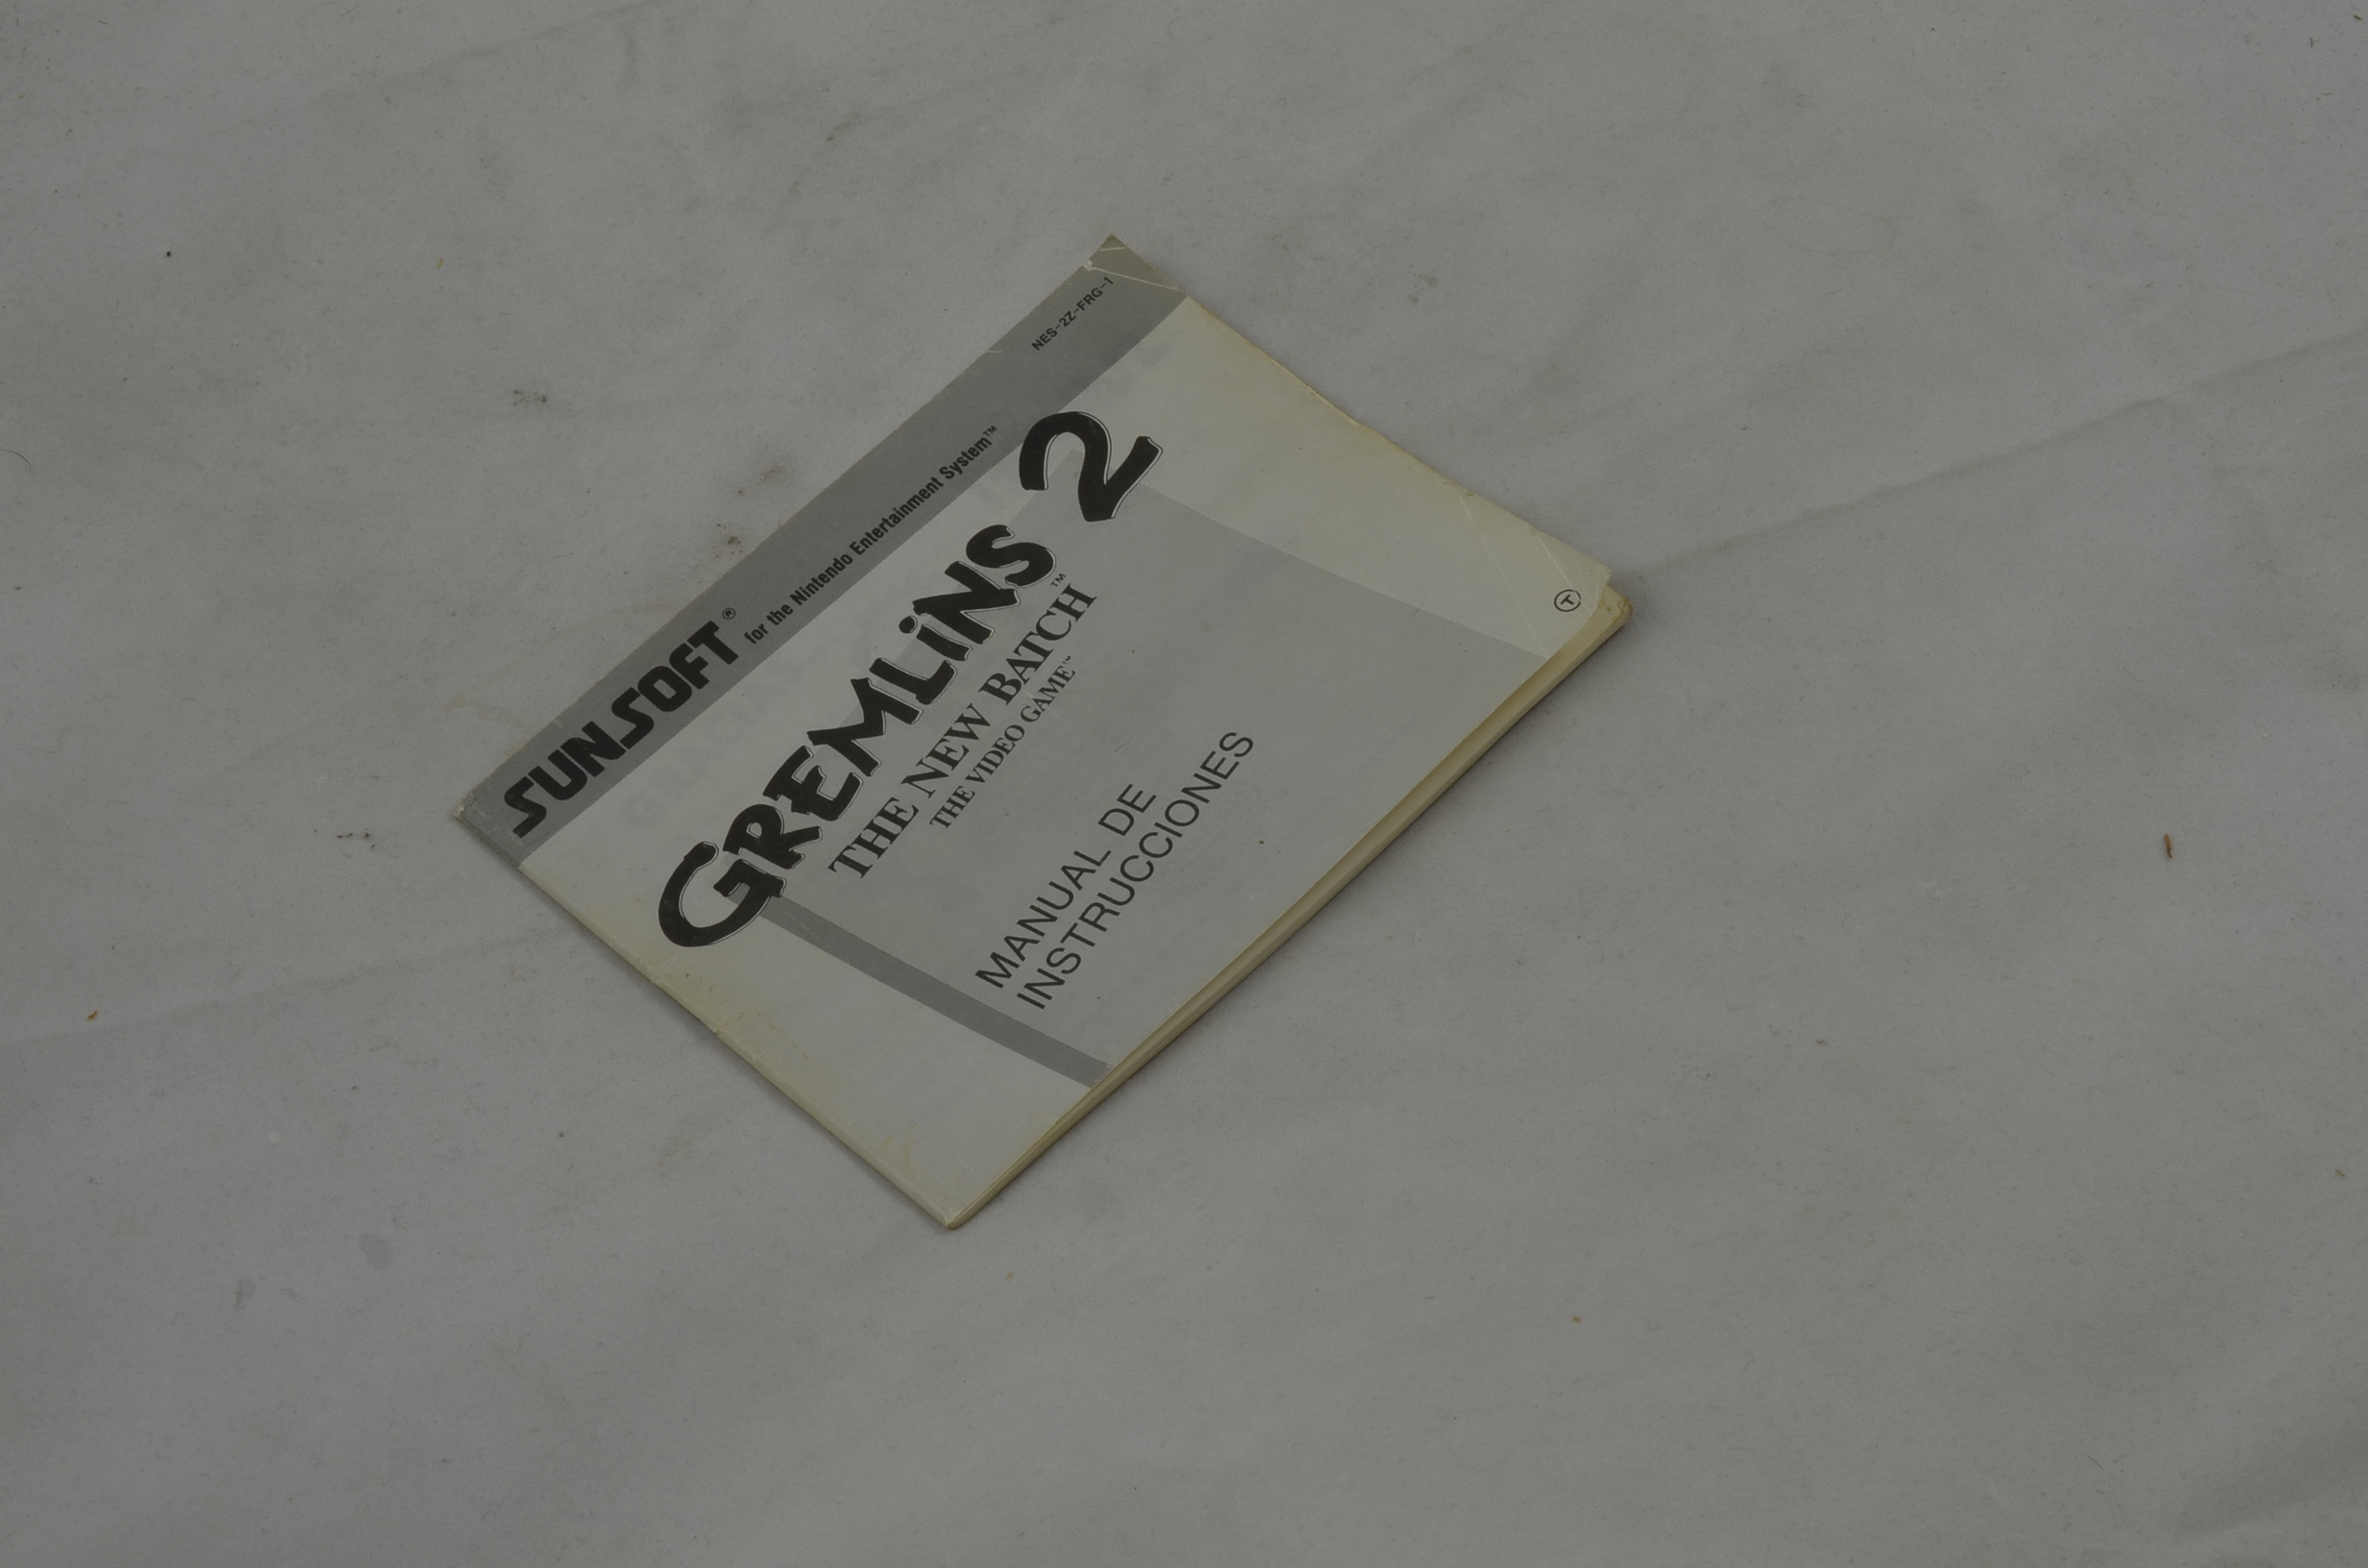 NES-2Z-FRG-1
SUNSOFT® for the Nintendo Entertainment System™
GREMLiNS 2
THE NEW BATCH™
THE VIDEO GAME™
MANUAL DE
INSTRUCCIONES
T